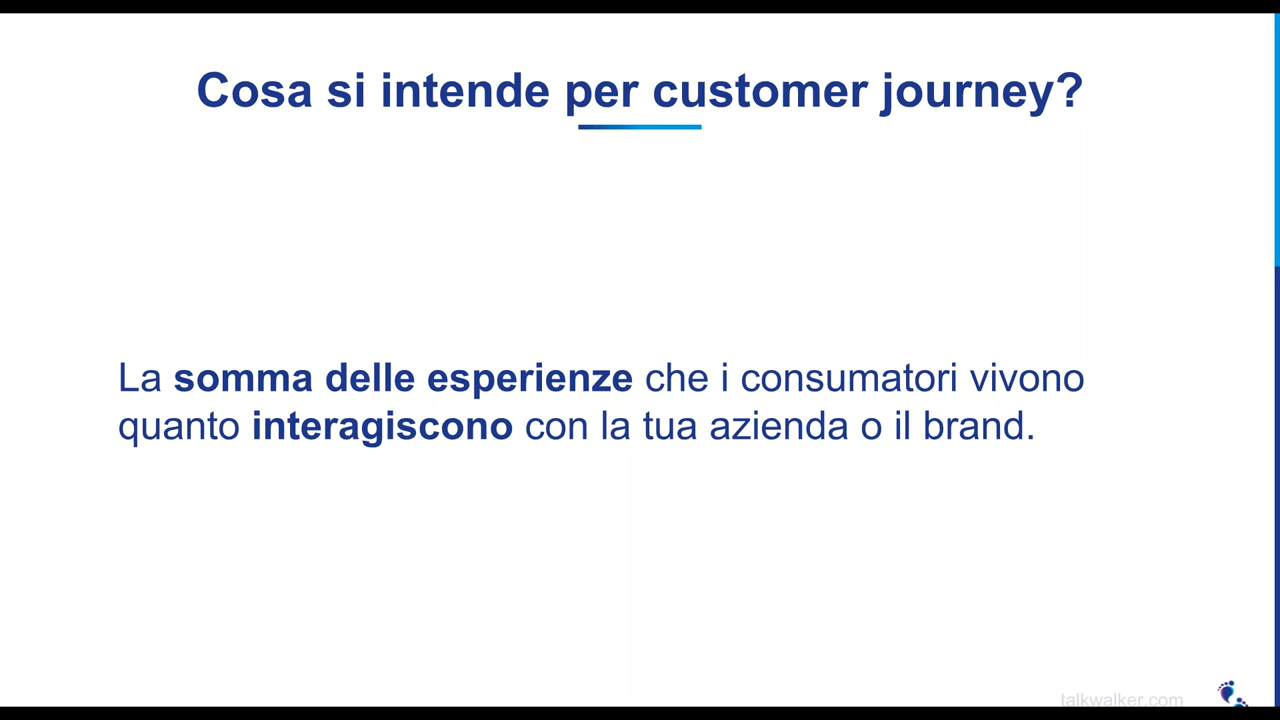 Cosa si intende per customer journey?
La somma delle esperienze che i consumatori vivono
quanto interagiscono con la tua azienda o il brand.
talkwalker.com